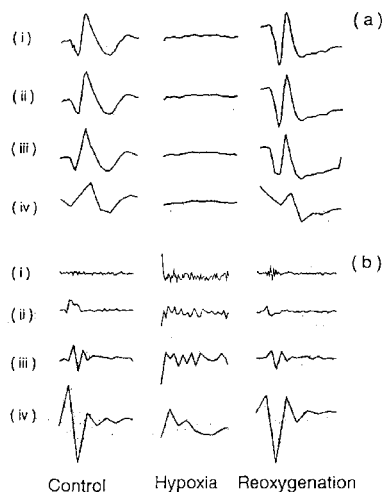 (a)
(i)
(ii)
(iii)
(iv)
(b)
(i)
(ii)
(iii)
(iv)
Control Hypoxia Reoxygenation